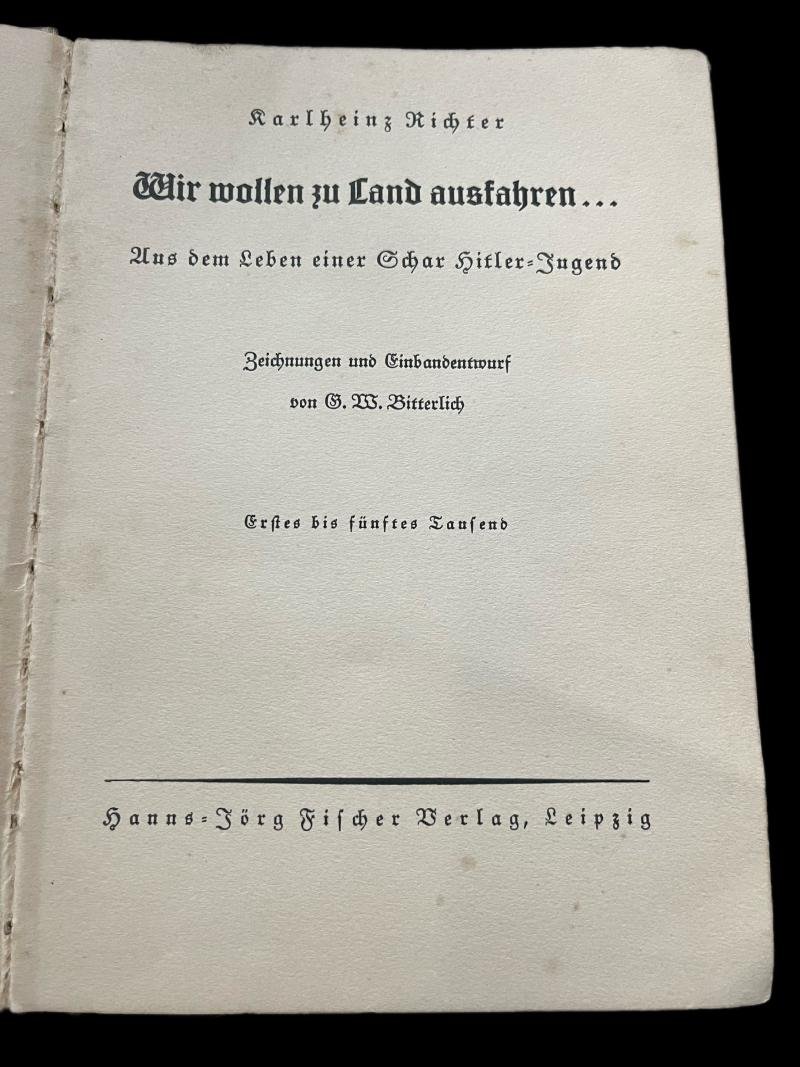 Karlheinz Richter
Wir wollen zu Land ausfahren...
Aus dem Leben einer Schar Hitler-Jugend
Zeichnungen und Einbandentwurf
von G. W. Bitterlich
Erſtes bis fünftes Tauſend
Hanns-Jörg Fiſcher Verlag, Leipzig